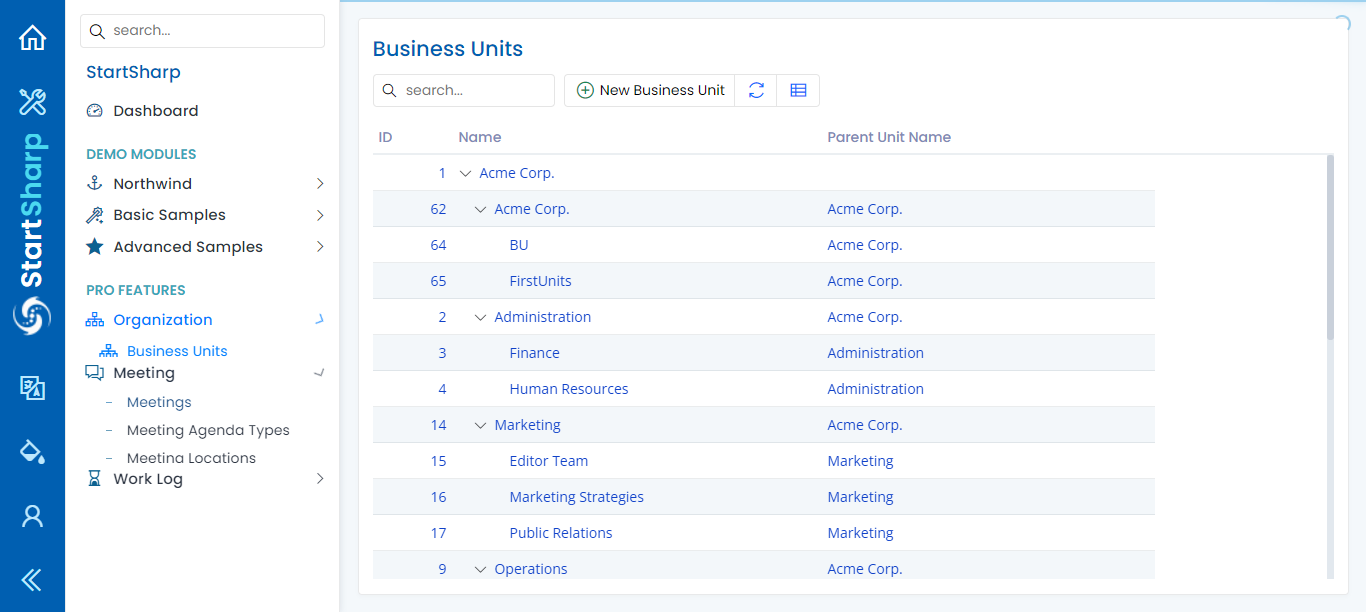 StartSharp
search...
StartSharp
Dashboard
DEMO MODULES
Northwind
Basic Samples
Advanced Samples
PRO FEATURES
Organization
Business Units
Meeting
Meetings
Meeting Agenda Types
Meeting Locations
Work Log
Business Units
search...
New Business Unit
ID Name Parent Unit Name
1 Acme Corp.
62 Acme Corp. Acme Corp.
64 BU Acme Corp.
65 FirstUnits Acme Corp.
2 Administration Acme Corp.
3 Finance Administration
4 Human Resources Administration
14 Marketing Acme Corp.
15 Editor Team Marketing
16 Marketing Strategies Marketing
17 Public Relations Marketing
9 Operations Acme Corp.